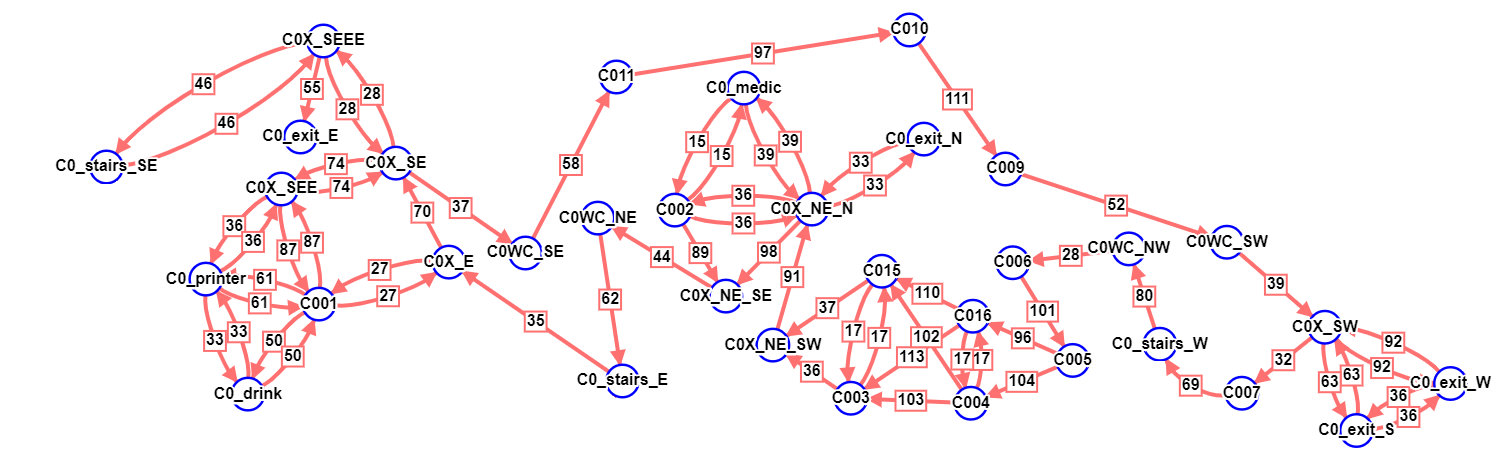 C010
C0X_SEEE
97
C011
46
55
28
28
C0_medic
111
46
C0_exit_E
15
39
39
C0_exit_N
C0_stairs_SE
74
C0X_SE
58
15
33
C009
74
C0X_SEE
33
36
37
36
C002
C0X_NE_N
52
70
C0WC_NE
36
36
87
87
C0WC_SE
44
89
98
C0WC_NW
C0WC_SW
28
C0X_E
27
C015
C006
C0_printer
61
39
61
27
C001
62
C0X_NE_SE
91
110
80
101
37
C016
35
33
33
17
17
102
96
C0X_SW
50
50
C0X_NE_SW
113
17
17
C005
C0_stairs_W
92
32
92
C0_stairs_E
36
104
69
63
63
C0_exit_W
C0_drink
C003
103
C004
C007
36
36
C0_exit_S